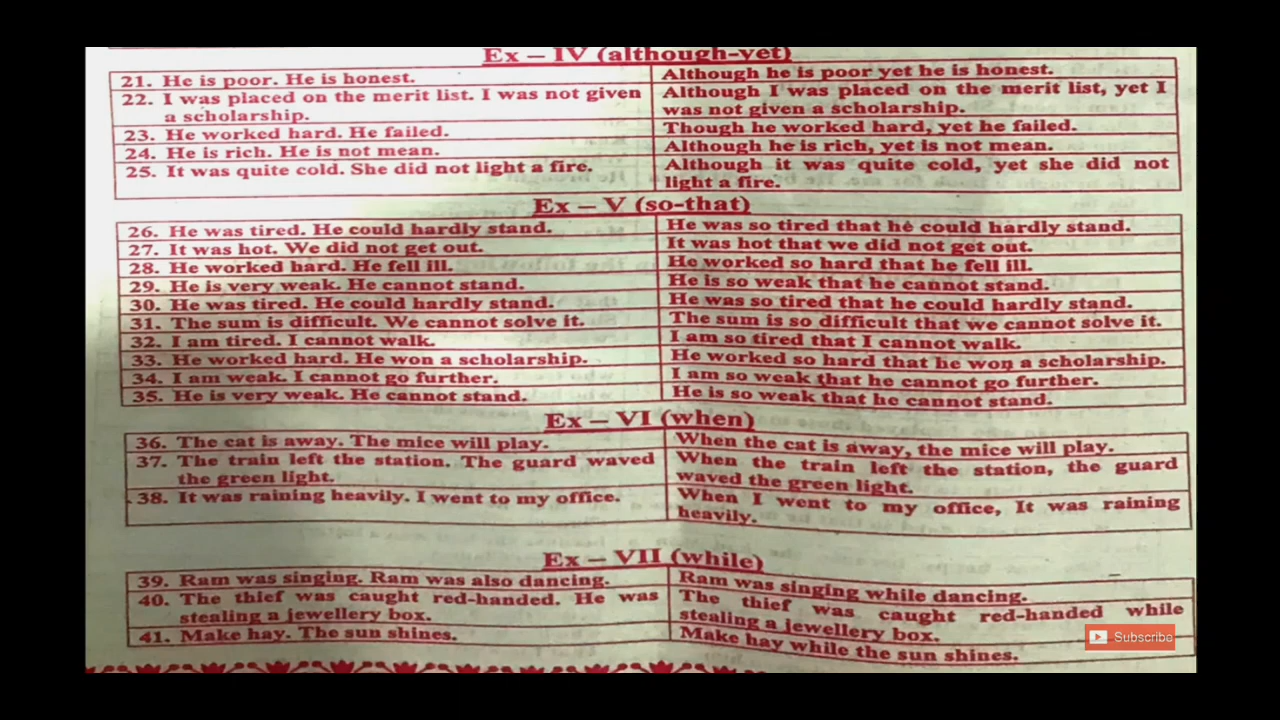 Ex – IV (although-yet)
21. He is poor. He is honest.
Although he is poor yet he is honest.
22. I was placed on the merit list. I was not given
a scholarship.
Although I was placed on the merit list, yet I
was not given a scholarship.
23. He worked hard. He failed.
Though he worked hard, yet he failed.
24. He is rich. He is not mean.
Although he is rich, yet is not mean.
25. It was quite cold. She did not light a fire.
Although it was quite cold, yet she did not
light a fire.
Ex – V (so-that)
26. He was tired. He could hardly stand.
He was so tired that he could hardly stand.
27. It was hot. We did not get out.
It was hot that we did not get out.
28. He worked hard. He fell ill.
He worked so hard that he fell ill.
29. He is very weak. He cannot stand.
He is so weak that he cannot stand.
30. He was tired. He could hardly stand.
He was so tired that he could hardly stand.
31. The sum is difficult. We cannot solve it.
The sum is so difficult that we cannot solve it.
32. I am tired. I cannot walk.
I am so tired that I cannot walk.
33. He worked hard. He won a scholarship.
He worked so hard that he won a scholarship.
34. I am weak. I cannot go further.
I am so weak that he cannot go further.
35. He is very weak. He cannot stand.
He is so weak that he cannot stand.
Ex – VI (when)
36. The cat is away. The mice will play.
When the cat is away, the mice will play.
37. The train left the station. The guard waved
the green light.
When the train left the station, the guard
waved the green light.
38. It was raining heavily. I went to my office.
When I went to my office, It was raining
heavily.
Ex – VII (while)
39. Ram was singing. Ram was also dancing.
Ram was singing while dancing.
40. The thief was caught red-handed. He was
stealing a jewellery box.
The thief was caught red-handed while
stealing a jewellery box.
41. Make hay. The sun shines.
Make hay while the sun shines.
Subscribe